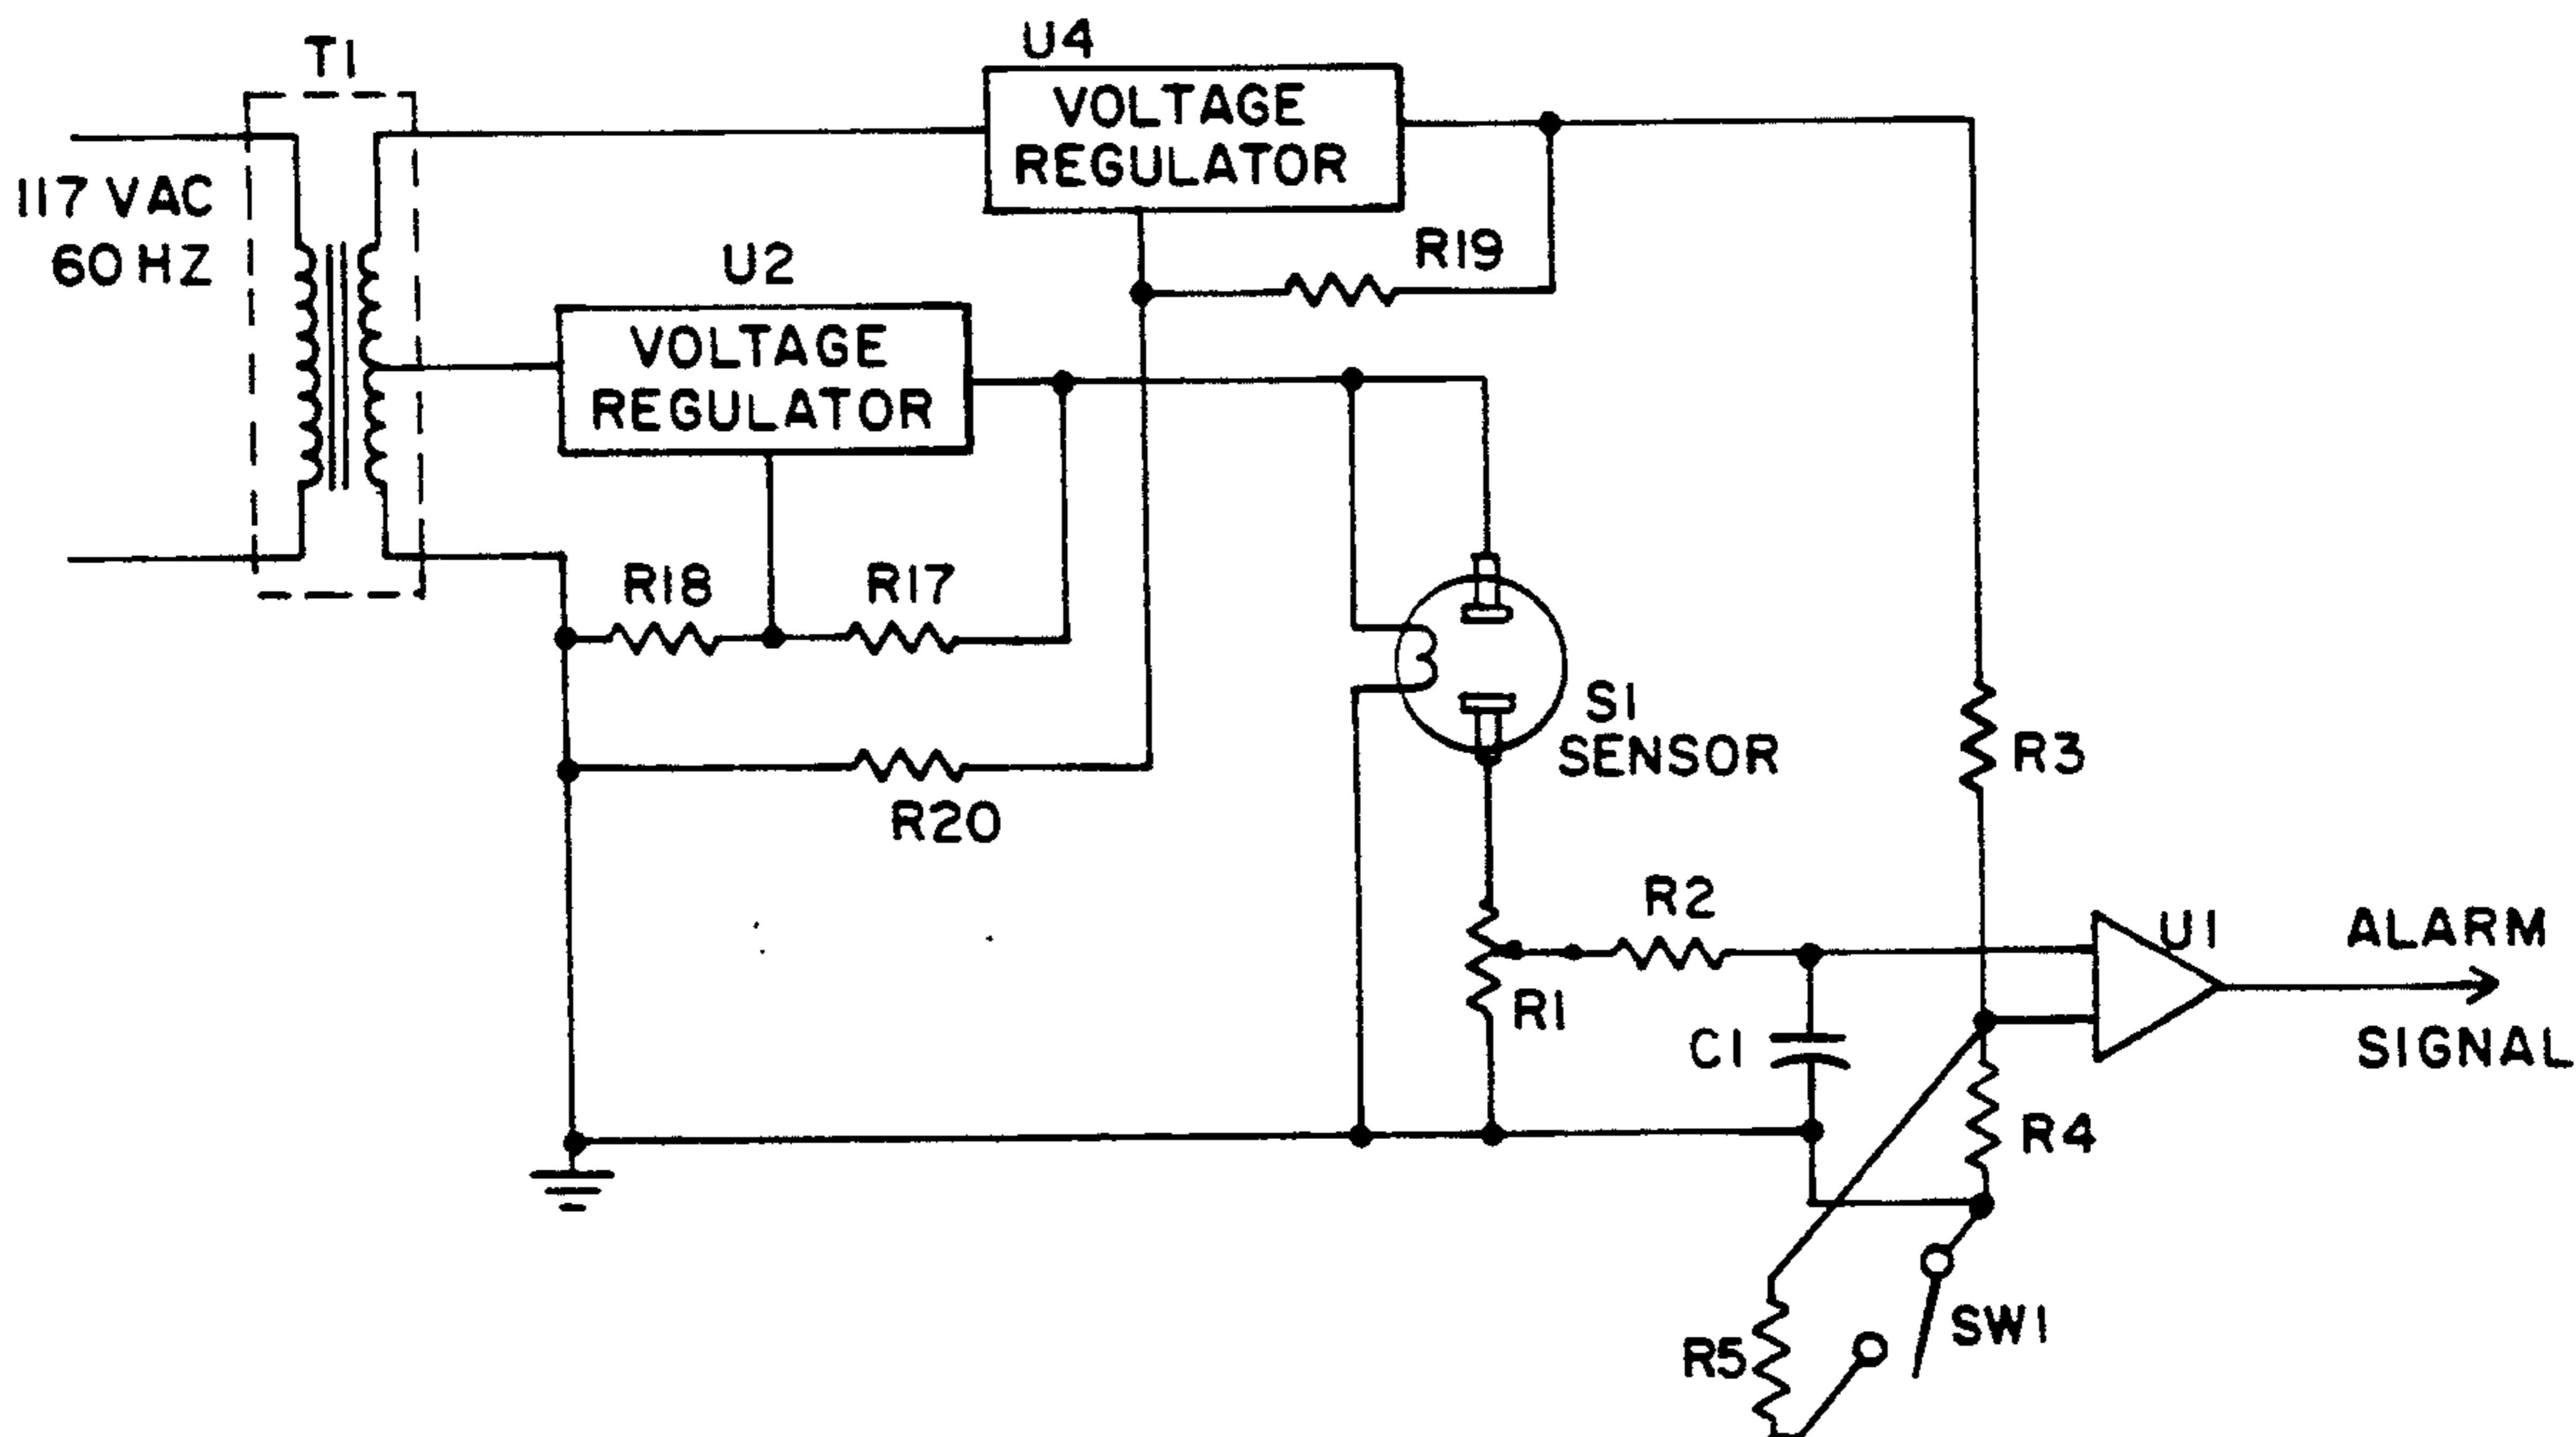 T1
U4
VOLTAGE
REGULATOR
117 VAC
60 HZ
R19
U2
VOLTAGE
REGULATOR
R18
R17
S1
SENSOR
R3
R20
R2
U1
ALARM
R1
C1
SIGNAL
R4
SW1
R5